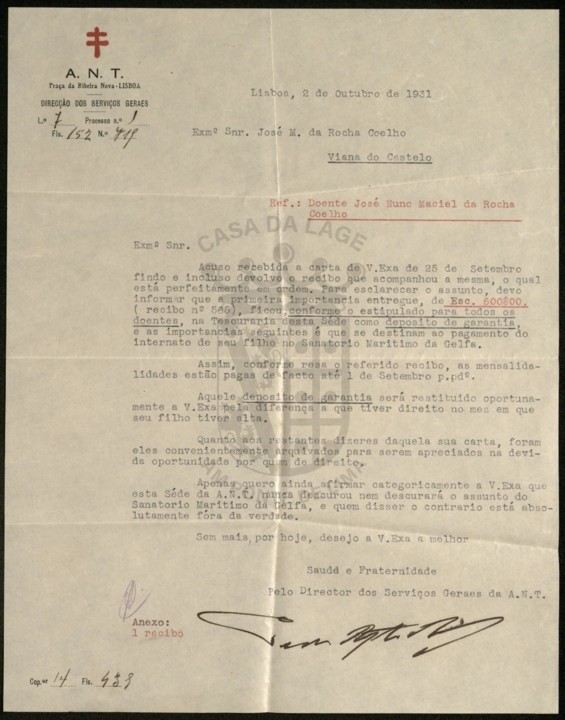 A. N. T.
Praça da Ribeira Nova-LISBOA
DIRECÇÃO DOS SERVIÇOS GERAES
L.º 7 Processo n.º 1
Fls. 152 N.º
Lisboa, 2 de Outubro de 1931
Exmº Snr. José M. da Rocha Coelho
Viana do Castelo
Ref.: Doente José Nunc Maciel da Rocha
Coelho
CASA DA LAGE
Exmº Snr.
Acuso recebida a carta de V.Exa de 25 de Setembro
findo e incluso devolvo o recibo que acompanhou a mesma, o qual
está perfeitamente em ordem. Para esclarecer o assunto, devo
informar que a primeira importancia entregue, de Esc. 600$00.
( recibo nº 565), ficou, conforme o estipulado para todos os
doentes, na Tesouraria desta Séde como deposito de garantia,
e as importancias seguintes é que se destinam ao pagamento do
internato de seu filho no Sanatorio Maritimo da Gelfa.
Assim, conforme resa o referido recibo, as mensalida-
lidades estão pagas de facto até 1 de Setembro p.pdº.
Aquele deposito de garantia será restituido oportuna-
mente a V.Exa pela diferença a que tiver direito no mez em que
seu filho tiver alta.
Quanto aos restantes dizeres daquela sua carta, foram
eles convenientemente arquivados para serem apreciados na devi-
da oportunidade por quem de direito.
Apenas quero ainda afirmar categoricamente a V.Exa que
esta Séde da A.N.T. nunca descurou nem descurará o assunto do
Sanatorio Maritimo da Gelfa, e quem disser o contrario está abso-
lutamente fóra da verdade.
Sem mais, por hoje, desejo a V.Exa a melhor
Saude e Fraternidade
Pelo Director dos Serviços Geraes da A.N.T.
Anexo:
1 recibo
Cop.or 14 Fls. 433